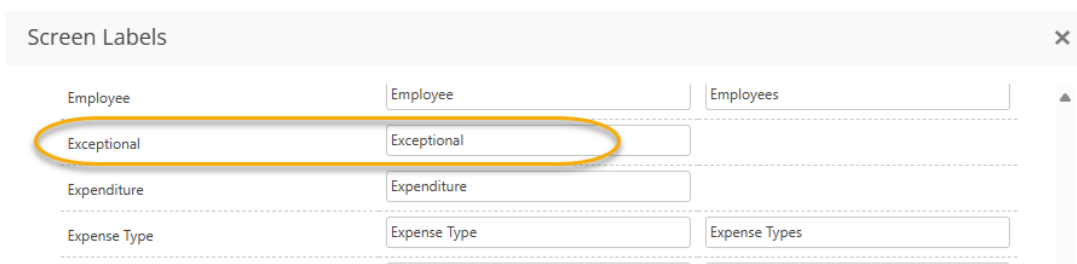 Screen Labels
Employee Employee Employees
Exceptional Exceptional
Expenditure Expenditure
Expense Type Expense Type Expense Types